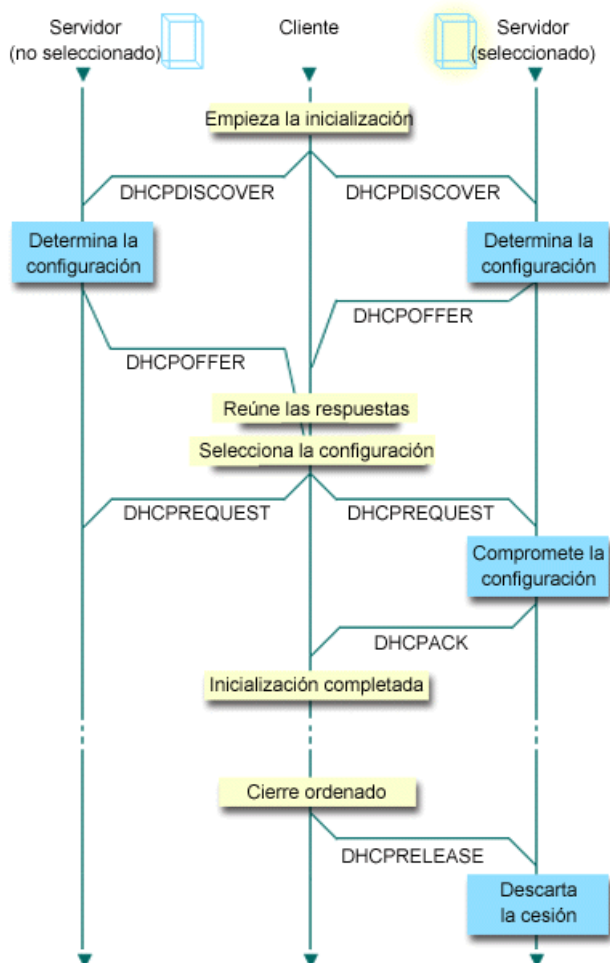 Servidor
(no seleccionado)
Cliente
Servidor
(seleccionado)
Empieza la inicialización
DHCPDISCOVER
DHCPDISCOVER
Determina la
configuración
Determina la
configuración
DHCPOFFER
DHCPOFFER
Reúne las respuestas
Selecciona la configuración
DHCPREQUEST
DHCPREQUEST
Compromete la
configuración
DHCPACK
Inicialización completada
Cierre ordenado
DHCPRELEASE
Descarta
la cesión